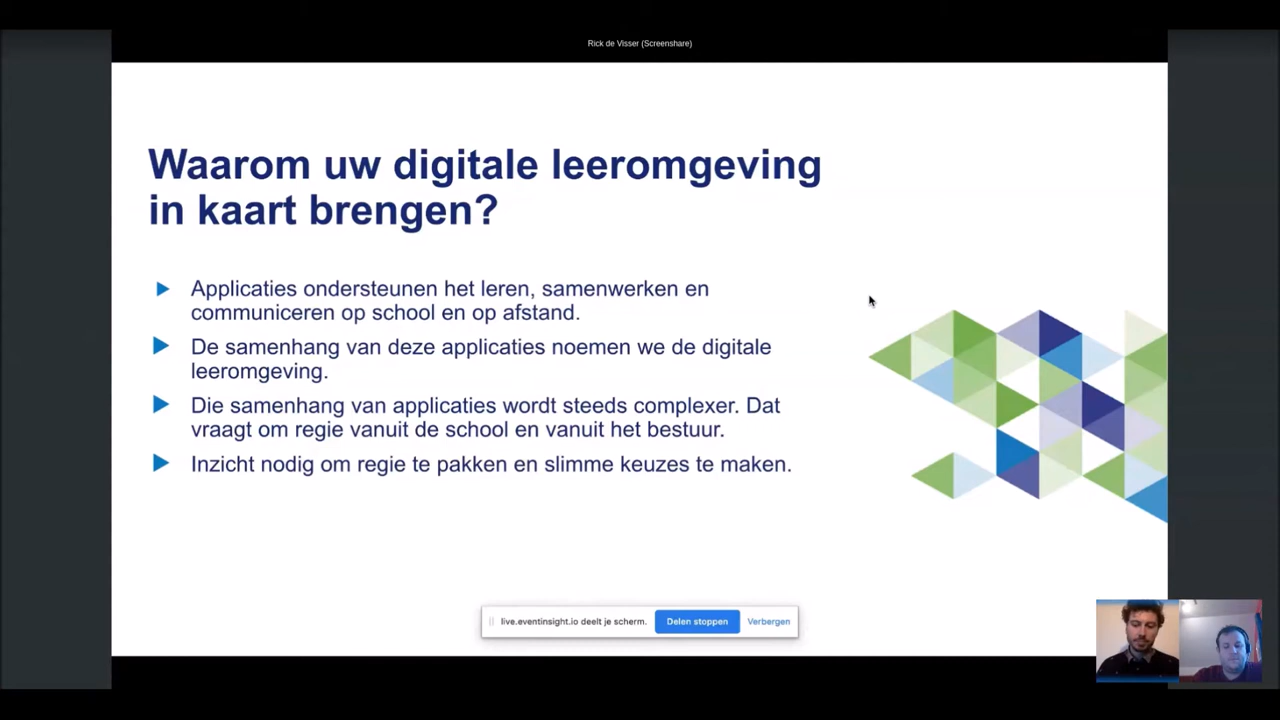 Rick de Visser (Screenshare)
Waarom uw digitale leeromgeving
in kaart brengen?
Applicaties ondersteunen het leren, samenwerken en
communiceren op school en op afstand.
De samenhang van deze applicaties noemen we de digitale
leeromgeving.
Die samenhang van applicaties wordt steeds complexer. Dat
vraagt om regie vanuit de school en vanuit het bestuur.
Inzicht nodig om regie te pakken en slimme keuzes te maken.
live.eventinsight.io deelt je scherm.
Delen stoppen
Verbergen